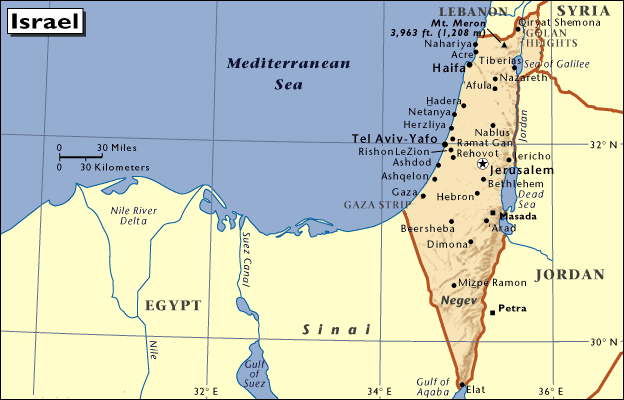 Israel
LEBANON
SYRIA
Mt. Meron
3,963 ft. (1,208 m)
Qiryat Shemona
GOLAN
HEIGHTS
Nahariya
Acre
Haifa
Tiberias
Sea of Galilee
Nazareth
Afula
Mediterranean
Sea
Hadera
Netanya
Herzliya
Jordan
Nablus
Tel Aviv-Yafo
Ramat Gan
32°N
0 30 Miles
0 30 Kilometers
Rishon LeZion
Rehovot
Jericho
Ashdod
Jerusalem
Ashqelon
Bethlehem
Gaza
Hebron
Dead
Sea
GAZA STRIP
Masada
Nile River
Delta
Beersheba
'Arad
Dimona
Suez Canal
JORDAN
Mizpe Ramon
Negev
EGYPT
Petra
Sinai
Nile
30°N
Gulf
of
Suez
Gulf of
Aqaba
Elat
32°E
34°E
36°E